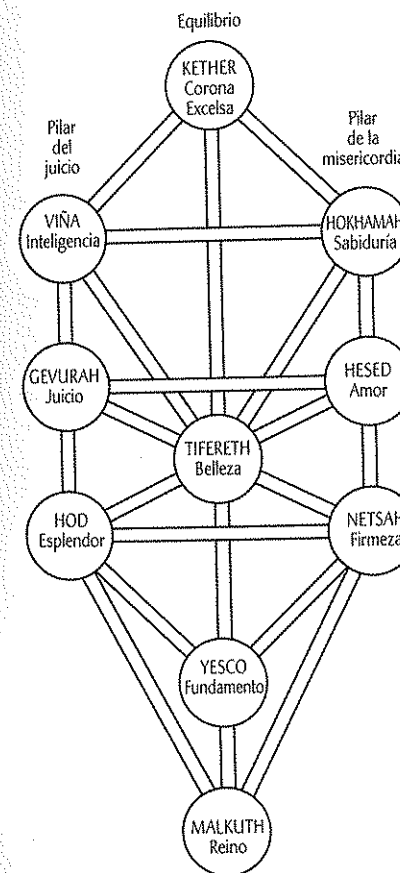 Equilibrio
KETHER
Corona
Excelsa
Pilar
del
juicio
Pilar
de la
misericordia
VIÑA
Inteligencia
HOKHAMAH
Sabiduría
GEVURAH
Juicio
HESED
Amor
TIFERETH
Belleza
HOD
Esplendor
NETSAH
Firmeza
YESCO
Fundamento
MALKUTH
Reino